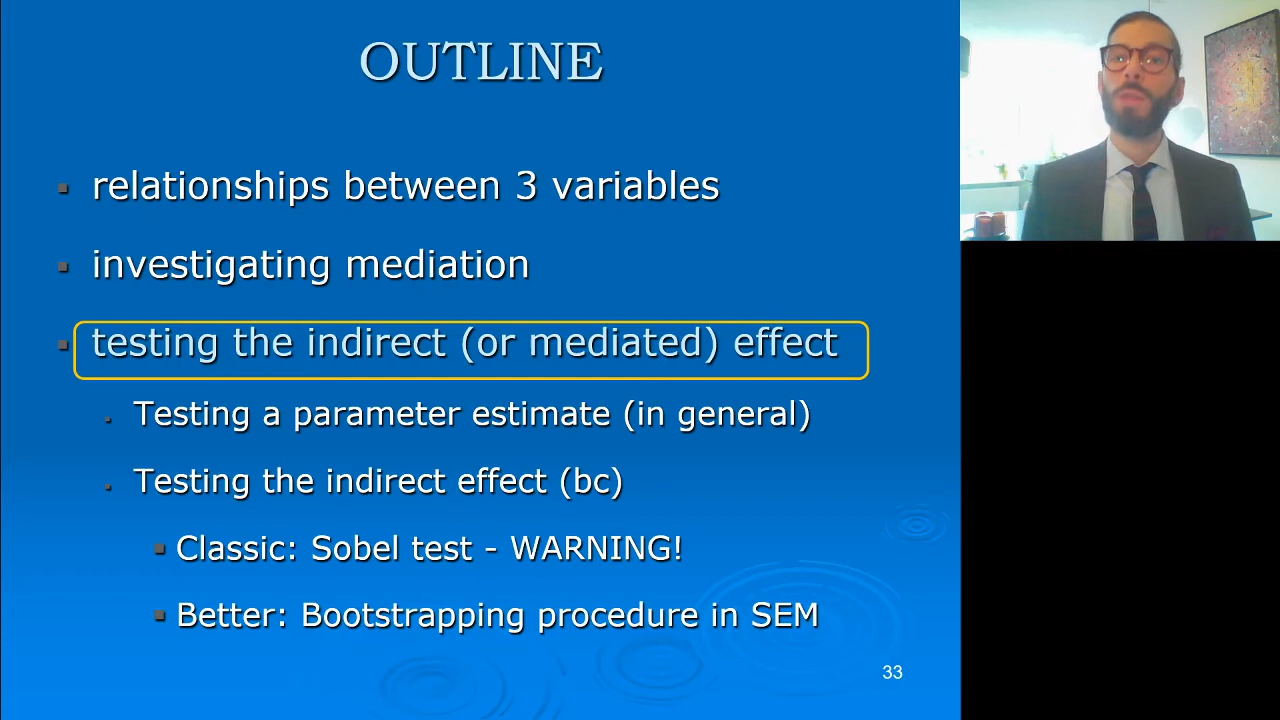 OUTLINE
relationships between 3 variables
investigating mediation
testing the indirect (or mediated) effect
Testing a parameter estimate (in general)
Testing the indirect effect (bc)
Classic: Sobel test - WARNING!
Better: Bootstrapping procedure in SEM
33